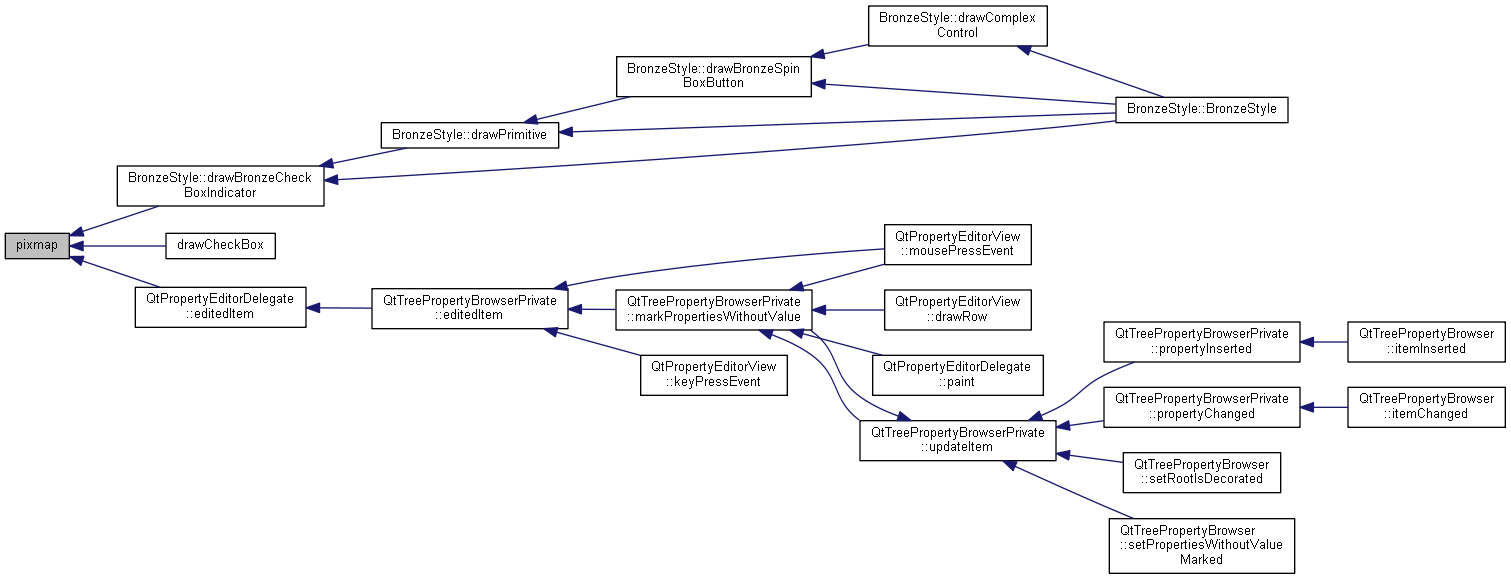 BronzeStyle::drawComplex
Control
BronzeStyle::drawBronzeSpin
BoxButton
BronzeStyle::BronzeStyle
BronzeStyle::drawPrimitive
BronzeStyle::drawBronzeCheck
BoxIndicator
pixmap
drawCheckBox
QtPropertyEditorView
::mousePressEvent
QtPropertyEditorDelegate
::editedItem
QtTreePropertyBrowserPrivate
::editedItem
QtTreePropertyBrowserPrivate
::markPropertiesWithoutValue
QtPropertyEditorView
::drawRow
QtTreePropertyBrowserPrivate
::propertyInserted
QtTreePropertyBrowser
::itemInserted
QtPropertyEditorView
::keyPressEvent
QtPropertyEditorDelegate
::paint
QtTreePropertyBrowserPrivate
::propertyChanged
QtTreePropertyBrowser
::itemChanged
QtTreePropertyBrowserPrivate
::updateItem
QtTreePropertyBrowser
::setRootIsDecorated
QtTreePropertyBrowser
::setPropertiesWithoutValue
Marked